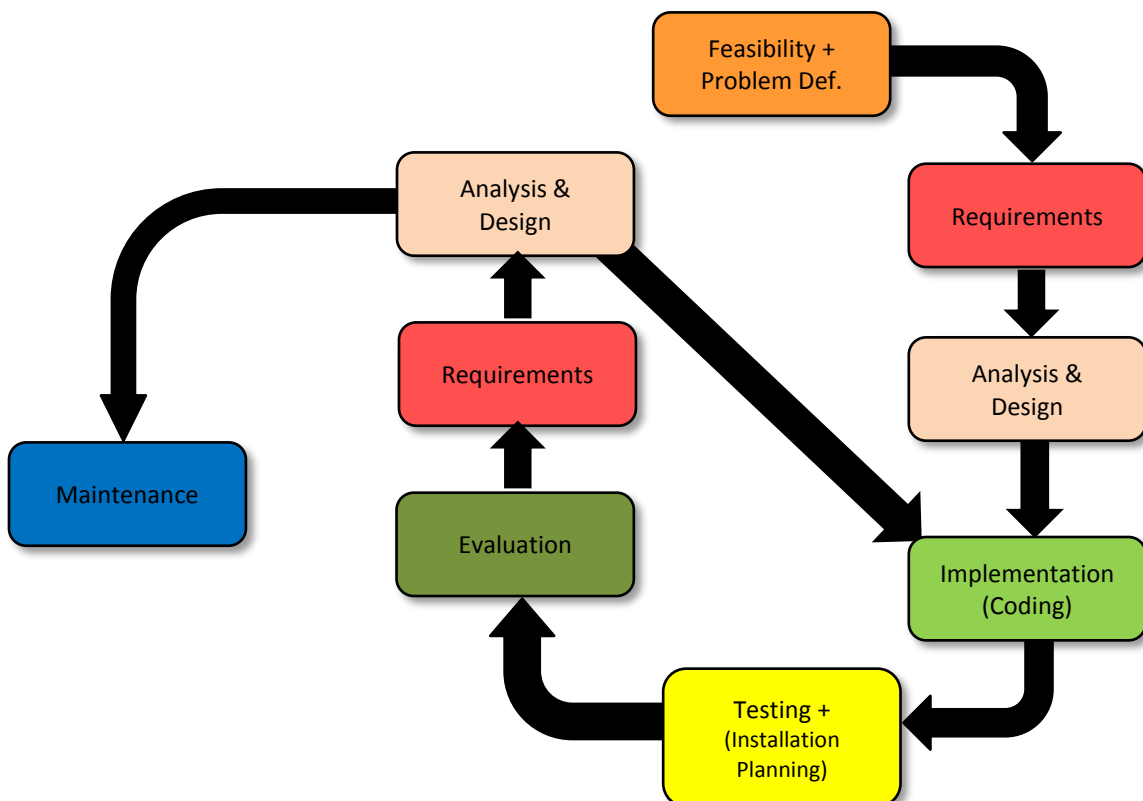 Feasibility +
Problem Def.
Analysis &
Design
Requirements
Requirements
Analysis &
Design
Maintenance
Evaluation
Implementation
(Coding)
Testing +
(Installation
Planning)